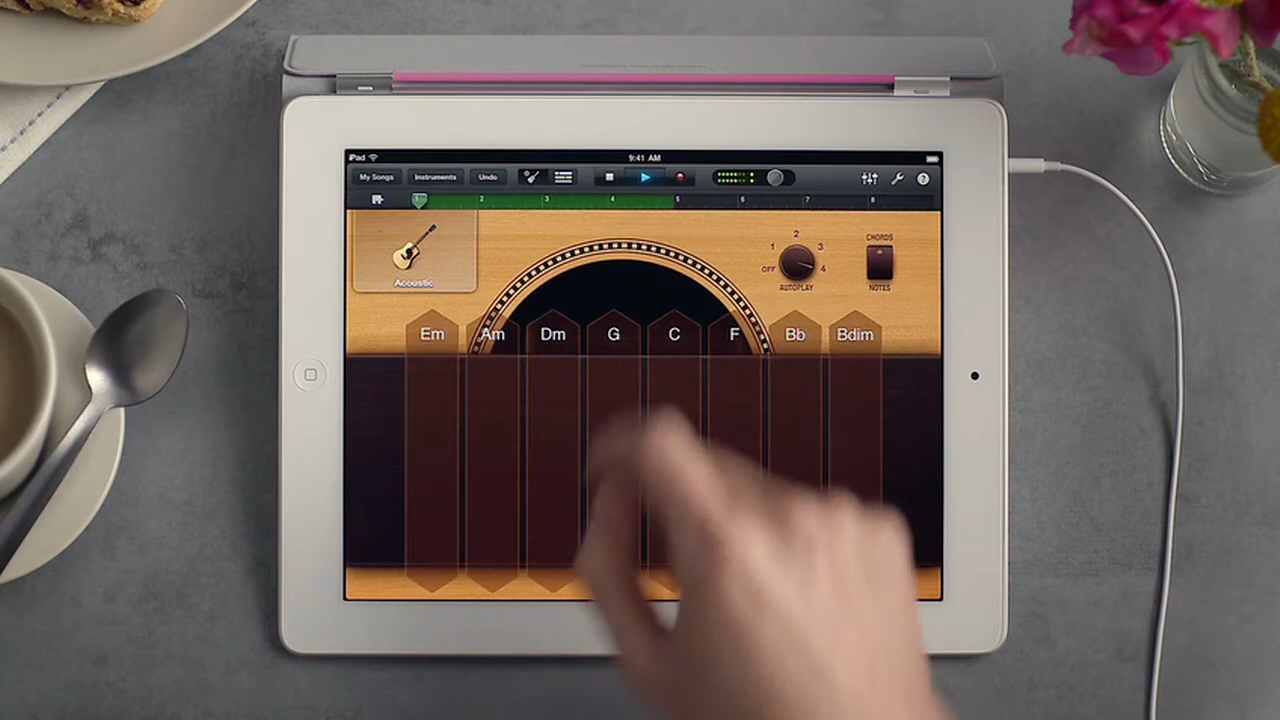 iPad 9:41 AM
My Songs Instruments Undo
1 2 3 4 5 6 7 8
Acoustic
1 2 3 4 OFF
AUTOPLAY
CHORDS
NOTES
Em Am Dm G C F Bb Bdim